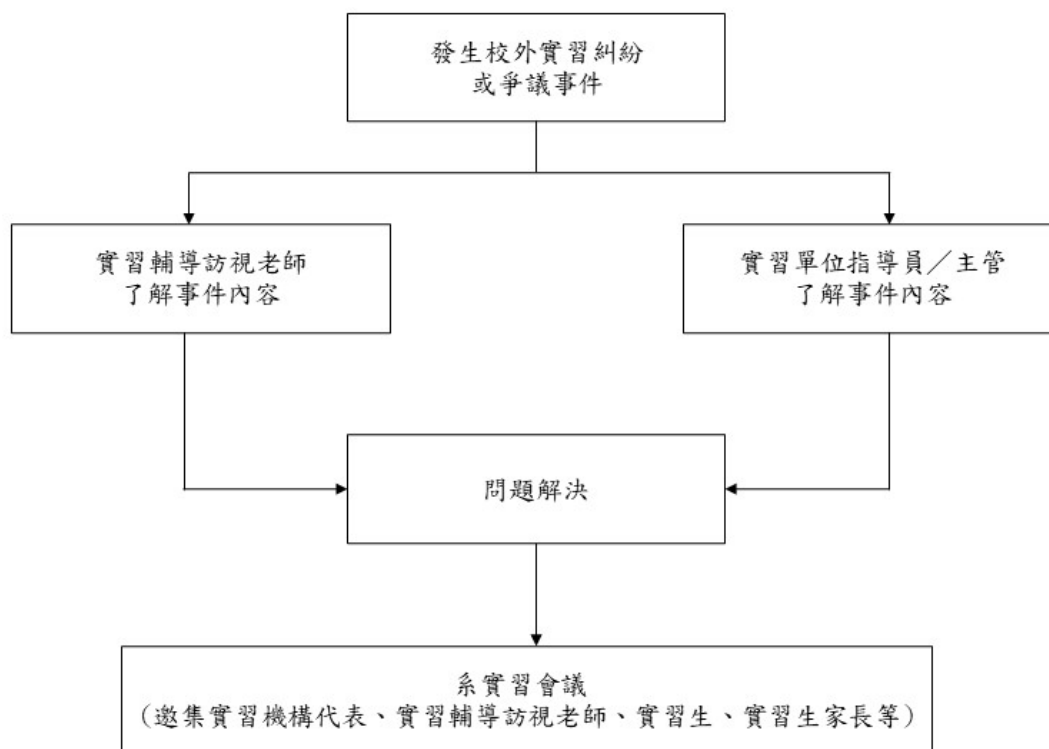 發生校外實習糾紛
或爭議事件
實習輔導訪視老師
了解事件內容
實習單位指導員／主管
了解事件內容
問題解決
系實習會議
（邀集實習機構代表、實習輔導訪視老師、實習生、實習生家長等）